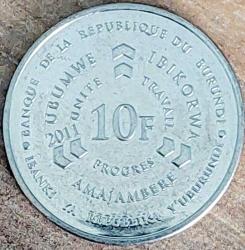 BANQUE DE LA REPUBLIQUE DU BURUNDI
UBUMWE IBIKORWA
UNITE TRAVAIL
2011
10F
PROGRES
AMAJAMBERE
IBANKI Y'UBURUNDI